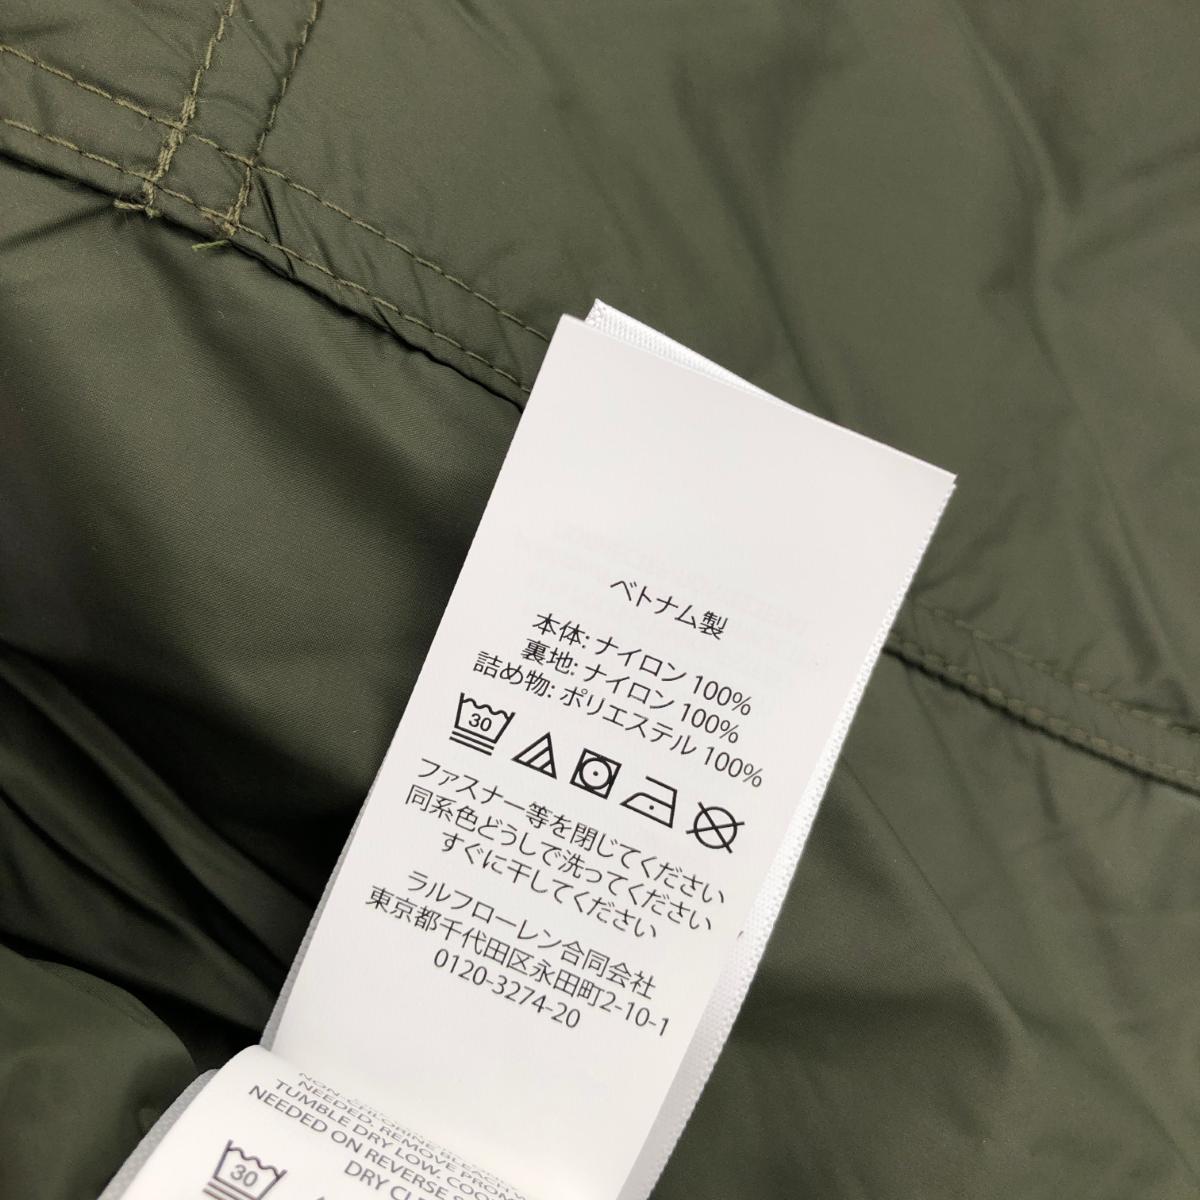 ベトナム製
本体: ナイロン 100%
裏地: ナイロン 100%
詰め物: ポリエステル 100%
30
ファスナー等を閉じてください
同系色どうしで洗ってください
すぐに干してください
ラルフローレン合同会社
東京都千代田区永田町2-10-1
0120-3274-20
NON-CHLORINE BLEACH
NEEDED. REMOVE PROM
TUMBLE DRY LOW. COO
NEEDED ON REVERSE S
DRY CLE
30